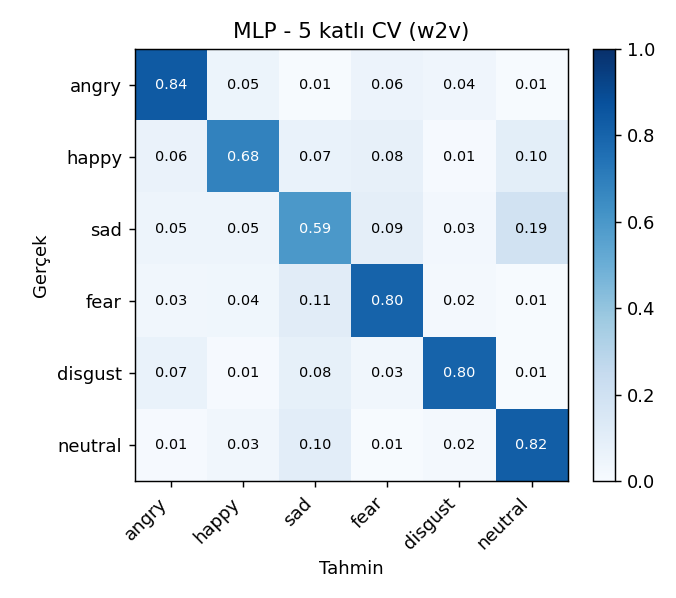 MLP - 5 katlı CV (w2v)
angry 0.84 0.05 0.01 0.06 0.04 0.01
happy 0.06 0.68 0.07 0.08 0.01 0.10
sad 0.05 0.05 0.59 0.09 0.03 0.19
fear 0.03 0.04 0.11 0.80 0.02 0.01
disgust 0.07 0.01 0.08 0.03 0.80 0.01
neutral 0.01 0.03 0.10 0.01 0.02 0.82
angry happy sad fear disgust neutral
Gerçek
Tahmin
1.0
0.8
0.6
0.4
0.2
0.0